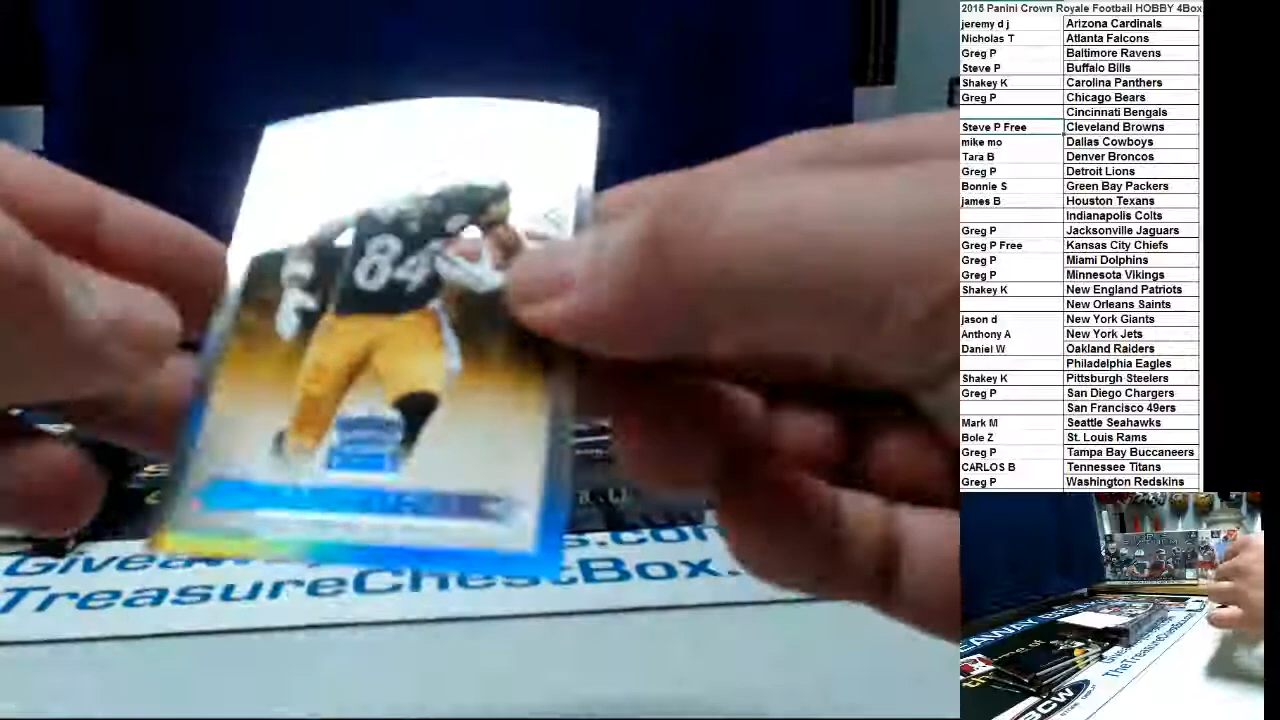 2015 Panini Crown Royale Football HOBBY 4Box
jeremy d j Arizona Cardinals
Nicholas T Atlanta Falcons
Greg P Baltimore Ravens
Steve P Buffalo Bills
Shakey K Carolina Panthers
Greg P Chicago Bears
Cincinnati Bengals
Steve P Free Cleveland Browns
mike mo Dallas Cowboys
Tara B Denver Broncos
Greg P Detroit Lions
Bonnie S Green Bay Packers
james B Houston Texans
Indianapolis Colts
Greg P Jacksonville Jaguars
Greg P Free Kansas City Chiefs
Greg P Miami Dolphins
Greg P Minnesota Vikings
Shakey K New England Patriots
New Orleans Saints
jason d New York Giants
Anthony A New York Jets
Daniel W Oakland Raiders
Philadelphia Eagles
Shakey K Pittsburgh Steelers
Greg P San Diego Chargers
San Francisco 49ers
Mark M Seattle Seahawks
Bole Z St. Louis Rams
Greg P Tampa Bay Buccaneers
CARLOS B Tennessee Titans
Greg P Washington Redskins
84
s.com
TreasureChestBox.
TheTreasureChestBox.
BCW